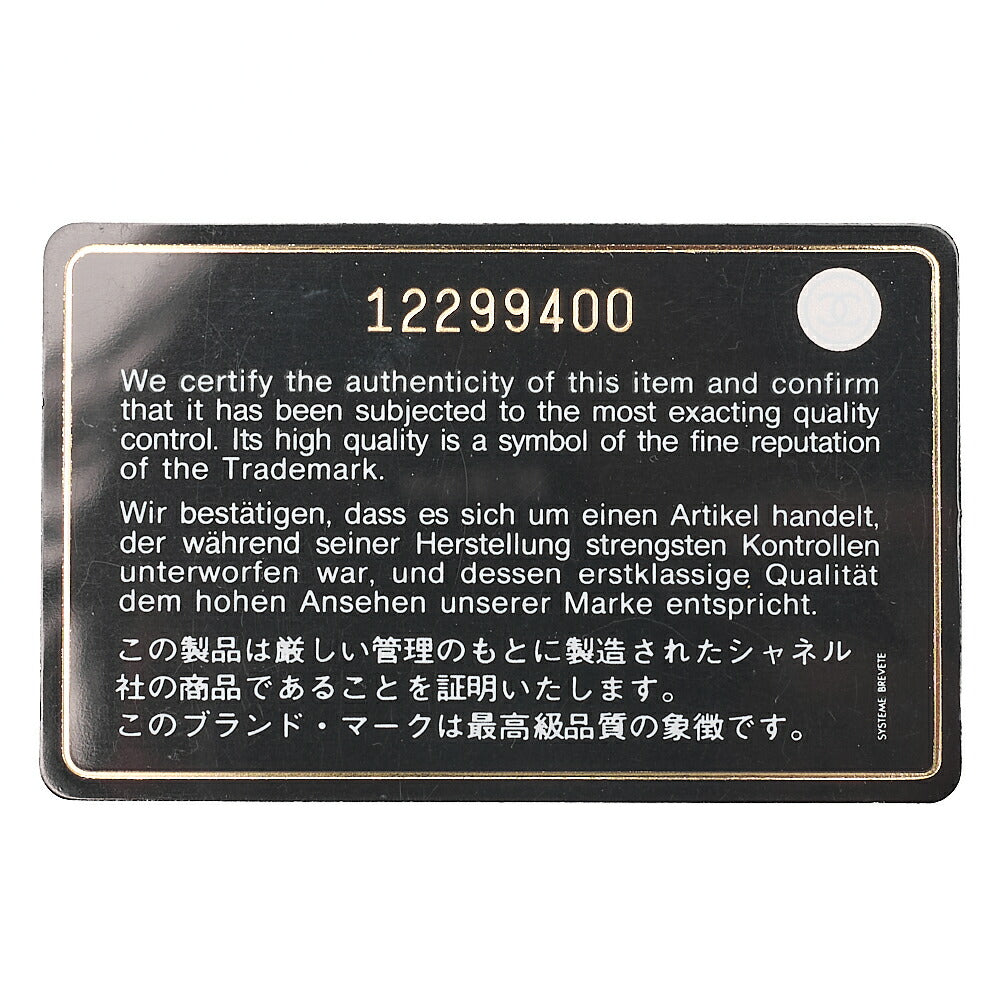 12299400
We certify the authenticity of this item and confirm
that it has been subjected to the most exacting quality
control. Its high quality is a symbol of the fine reputation
of the Trademark.
Wir bestätigen, dass es sich um einen Artikel handelt,
der während seiner Herstellung strengsten Kontrollen
unterworfen war, und dessen erstklassige Qualität
dem hohen Ansehen unserer Marke entspricht.
この製品は厳しい管理のもとに製造されたシャネル
社の商品であることを証明いたします。
このブランド・マークは最高級品質の象徴です。
SYSTEME BREVETE